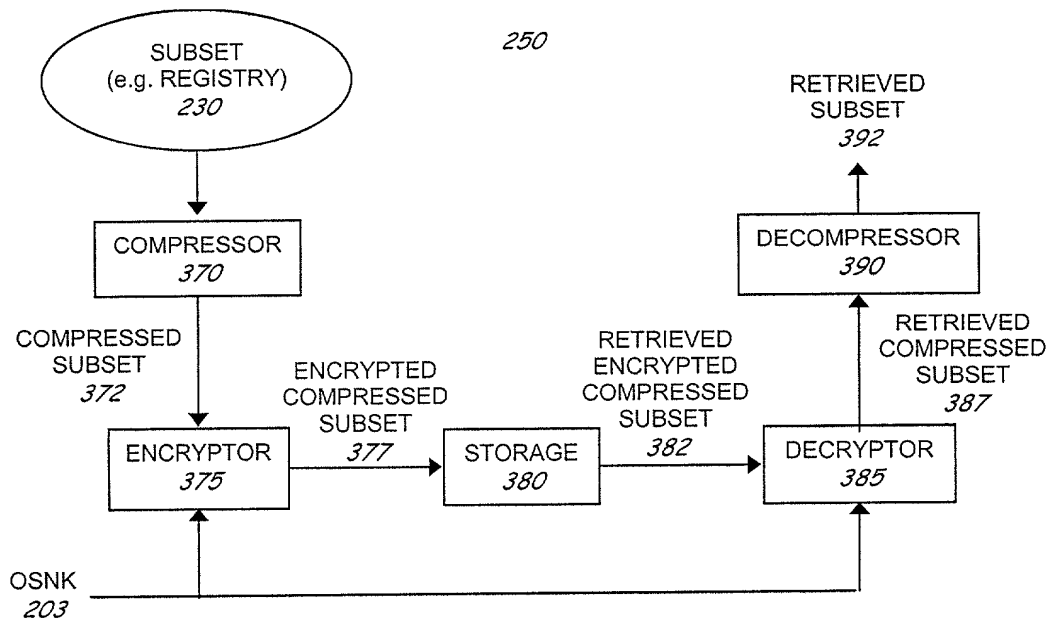 SUBSET
(e.g. REGISTRY)
230
250
RETRIEVED
SUBSET
392
COMPRESSOR
370
DECOMPRESSOR
390
COMPRESSED
SUBSET
372
ENCRYPTED
COMPRESSED
SUBSET
377
RETRIEVED
ENCRYPTED
COMPRESSED
SUBSET
382
RETRIEVED
COMPRESSED
SUBSET
387
ENCRYPTOR
375
STORAGE
380
DECRYPTOR
385
OSNK
203